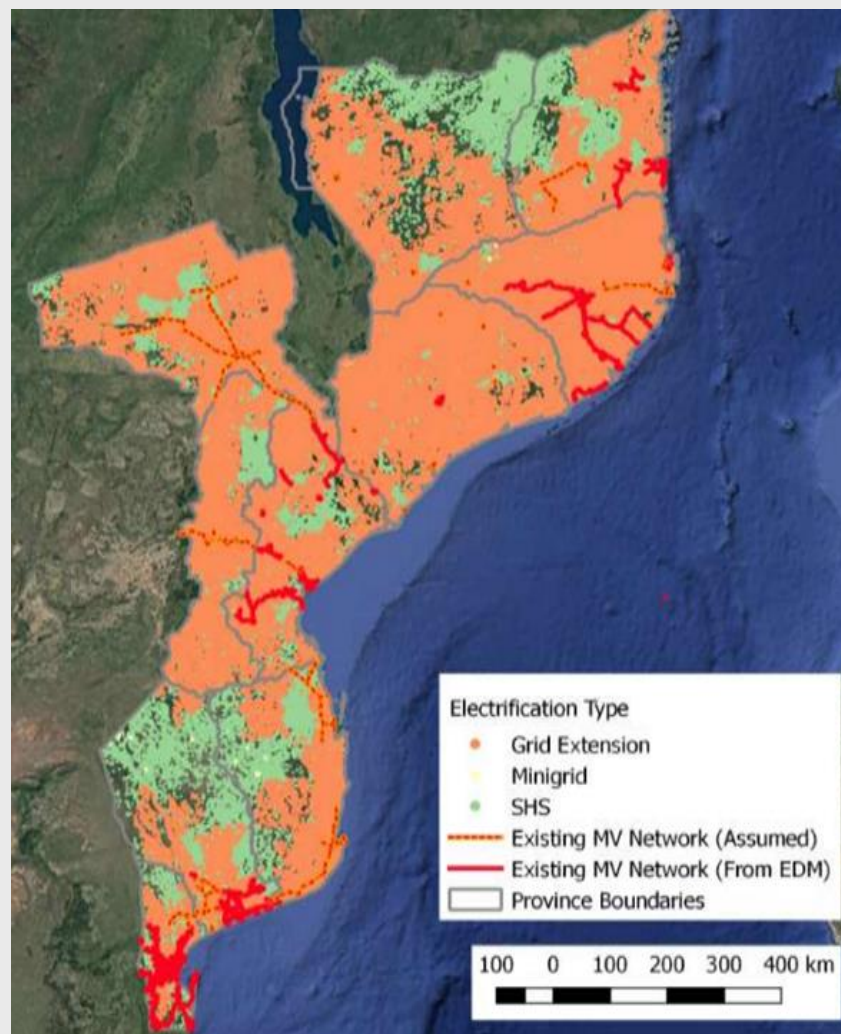 Electrification Type
Grid Extension
Minigrid
SHS
Existing MV Network (Assumed)
Existing MV Network (From EDM)
Province Boundaries
100 0 100 200 300 400 km